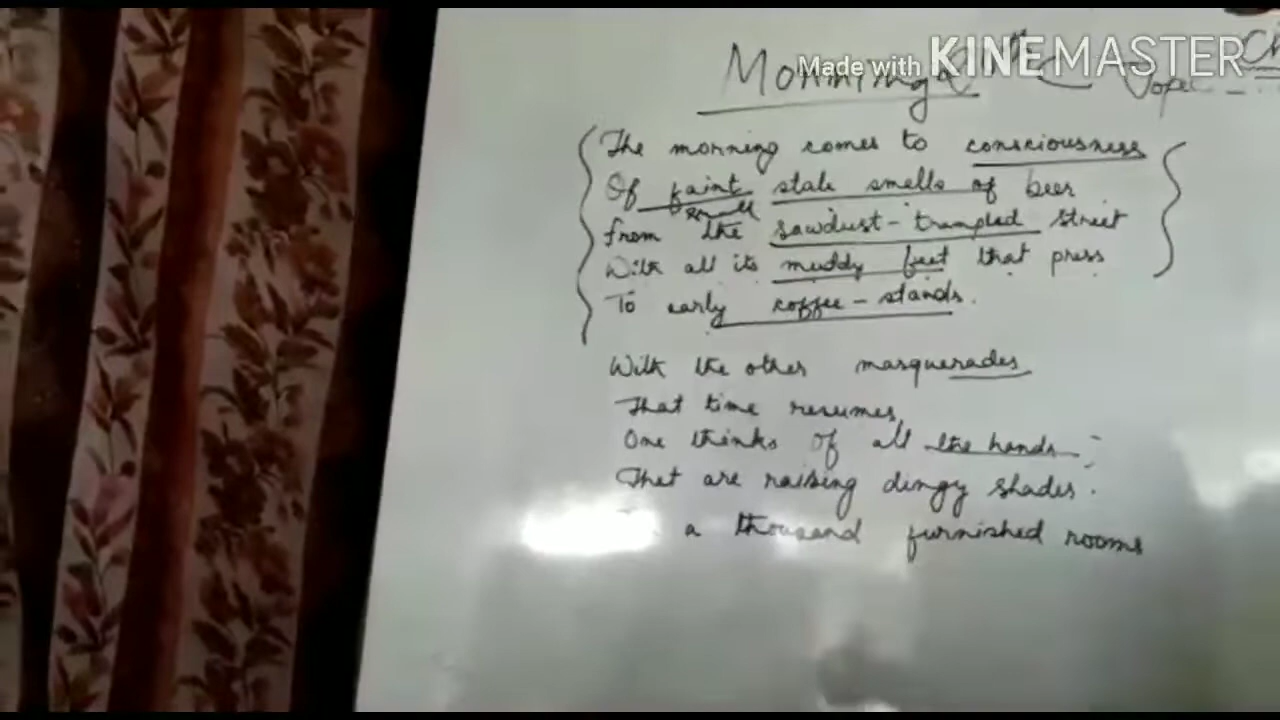 Made with KINEMASTER
Morning
The morning comes to consciousness
Of faint stale smells of beer
small
from the sawdust-trampled street
With all its muddy feet that press
To early coffee-stands.
With the other masquerades
That time resumes,
One thinks of all the hands
That are raising dingy shades.
a thousand furnished rooms